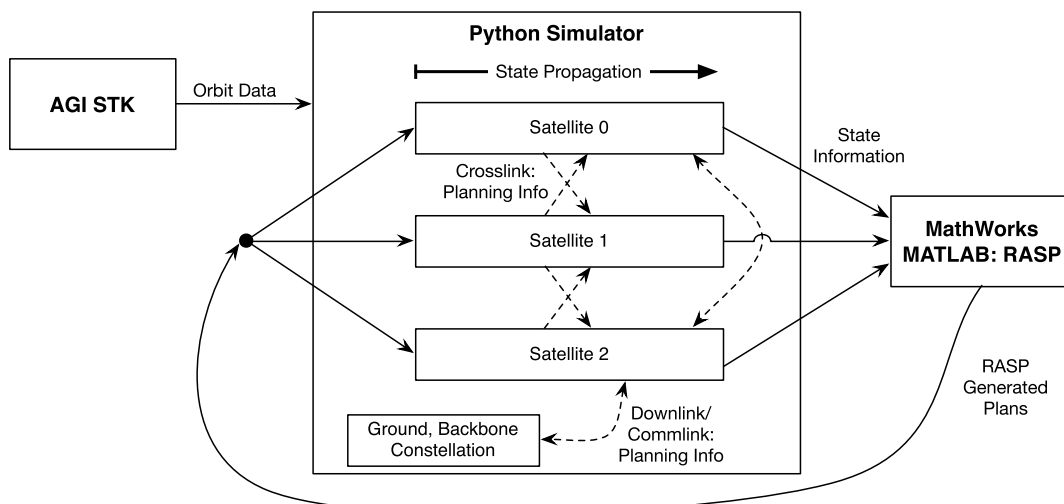 Python Simulator
State Propagation
AGI STK
Orbit Data
Satellite 0
State
Information
Crosslink:
Planning Info
Satellite 1
MathWorks
MATLAB: RASP
Satellite 2
RASP
Generated
Plans
Ground, Backbone
Constellation
Downlink/
Commlink:
Planning Info